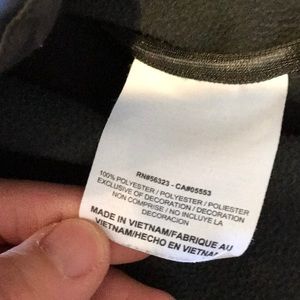 RN#56323 - CA#05553
100% POLYESTER / POLYESTER / POLIESTER
EXCLUSIVE OF DECORATION / DECORATION
NON COMPRISE / NO INCLUYE LA
DECORACION
MADE IN VIETNAM/FABRIQUE AU
VIETNAM/HECHO EN VIETNAM